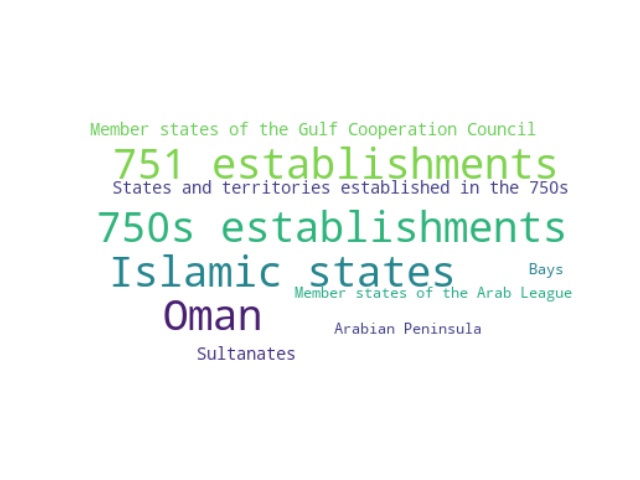 Member states of the Gulf Cooperation Council
751 establishments
States and territories established in the 750s
750s establishments
Islamic states
Bays
Member states of the Arab League
Oman
Arabian Peninsula
Sultanates